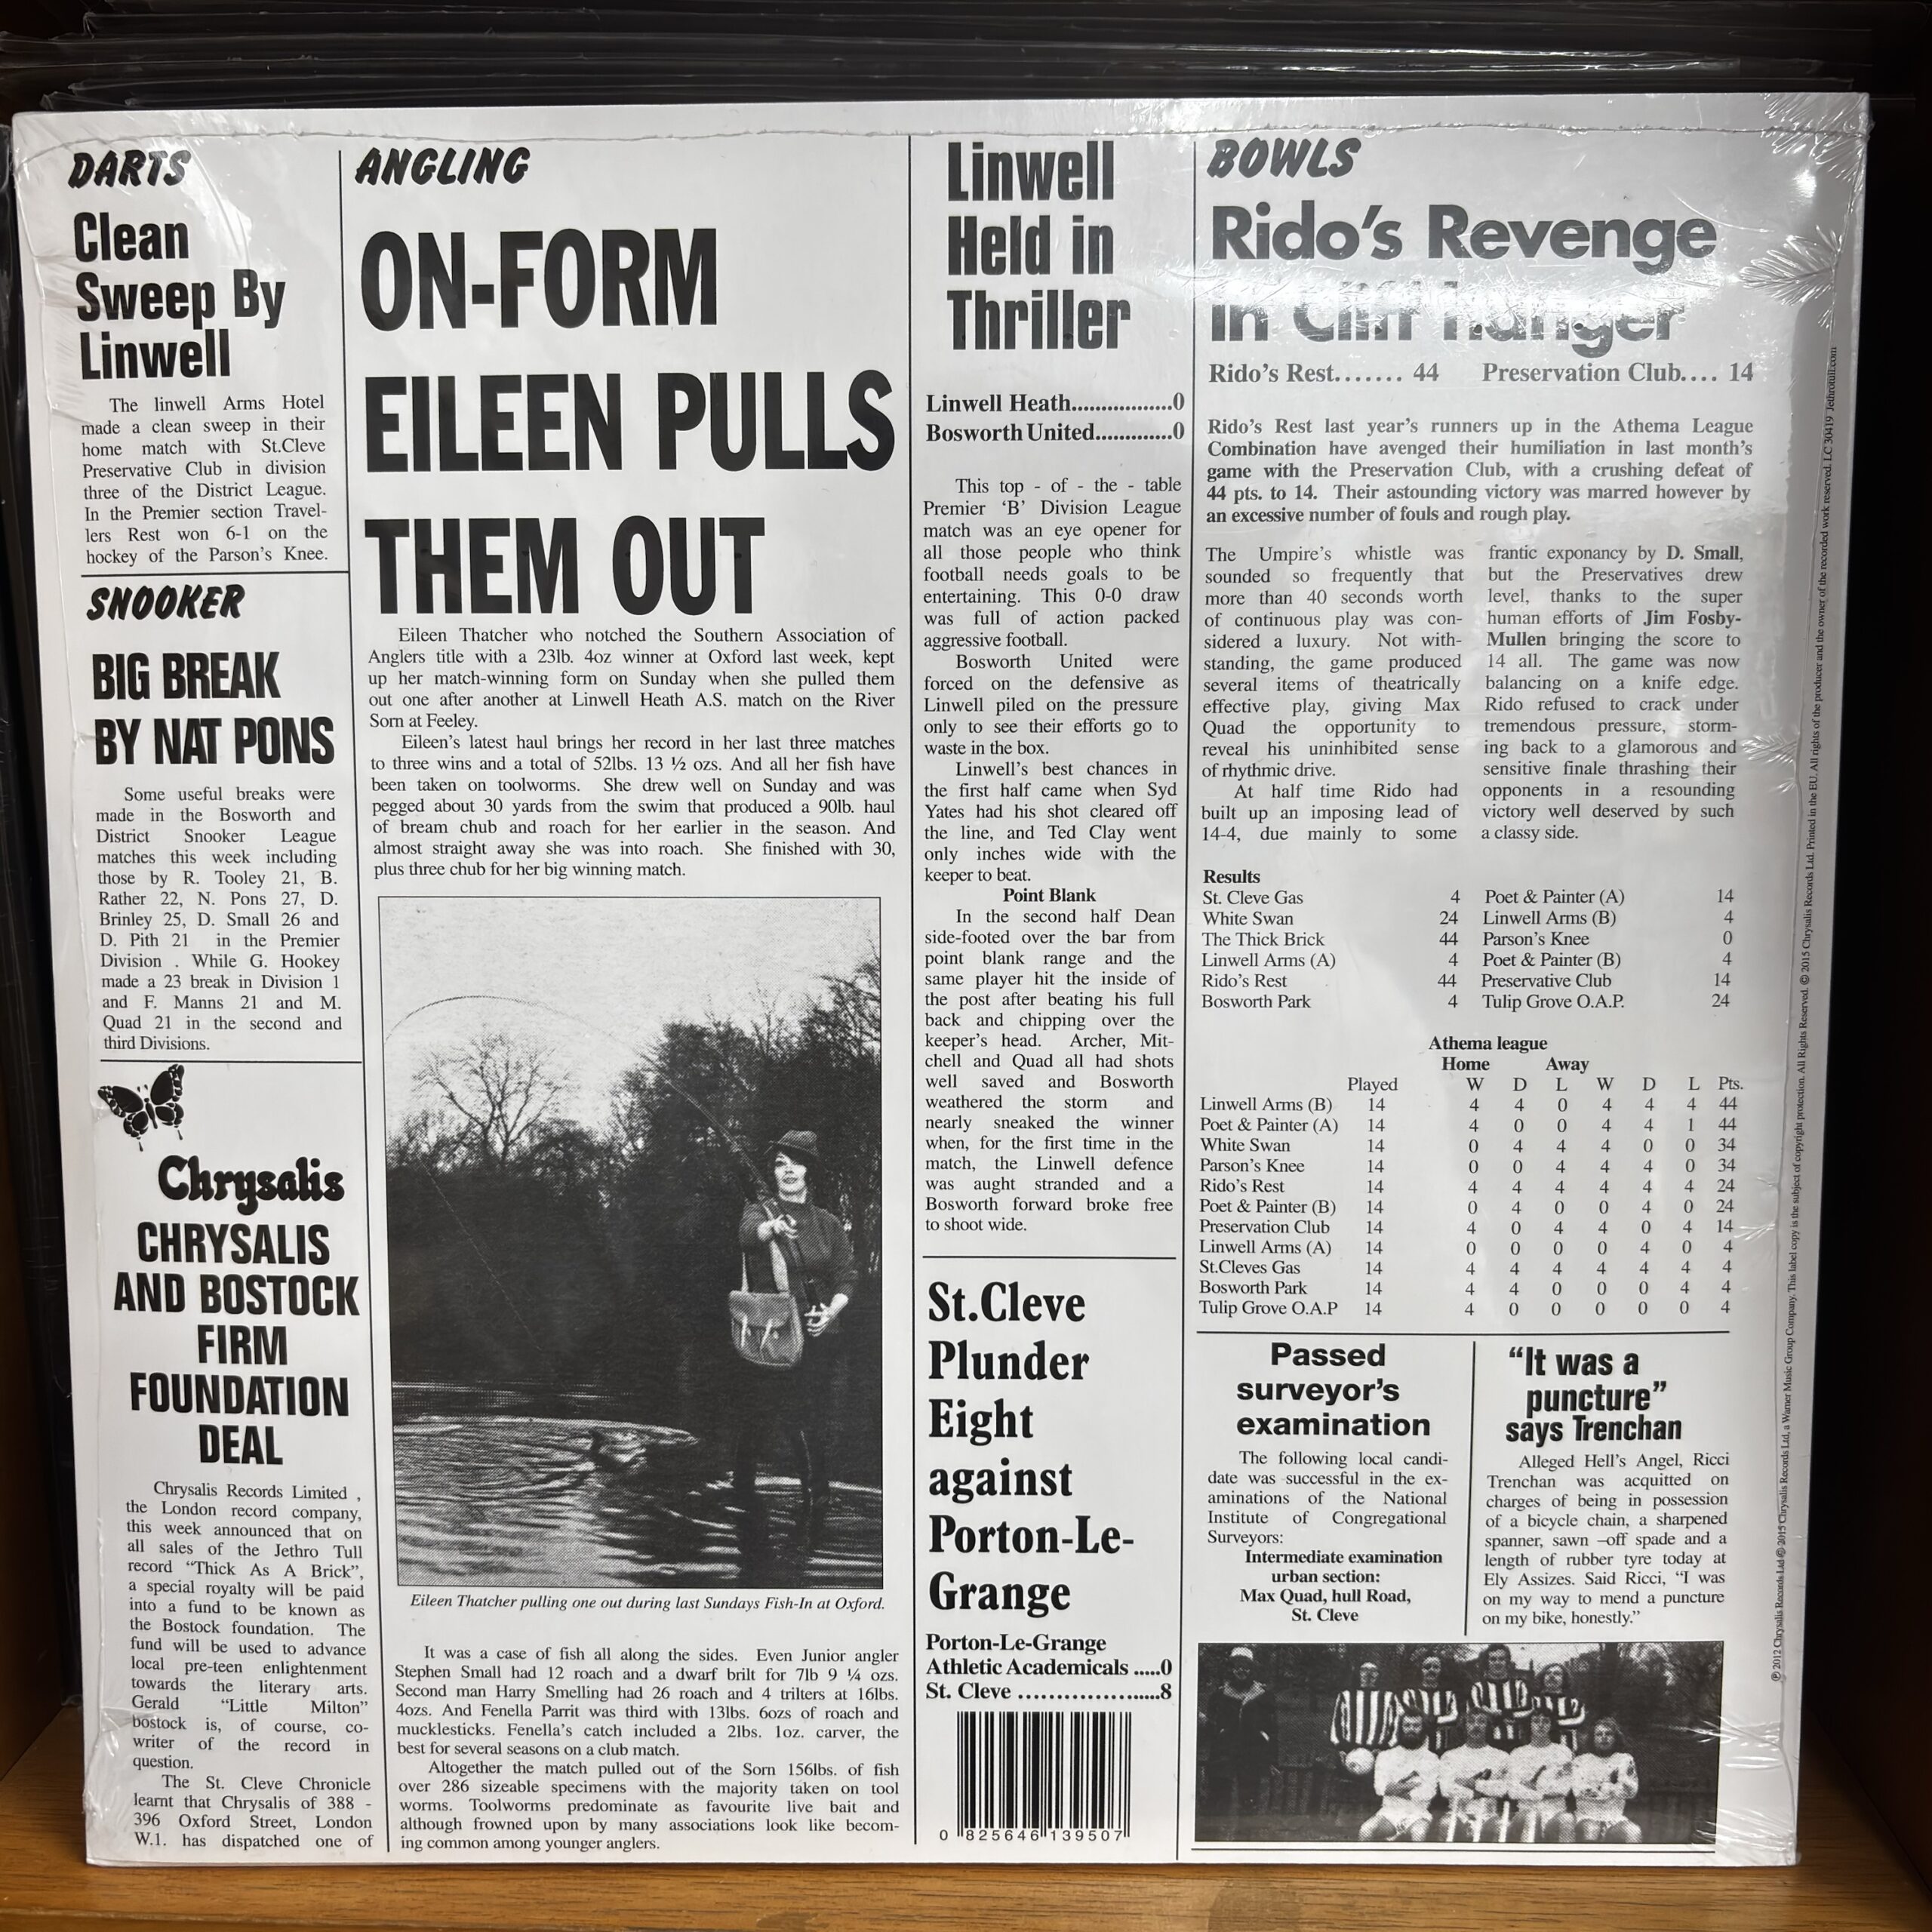 DARTS
Clean
Sweep By
Linwell
The linwell Arms Hotel
made a clean sweep in their
home match with St.Cleve
Preservative Club in division
three of the District League.
In the Premier section Travel-
lers Rest won 6-1 on the
hockey of the Parson's Knee.
SNOOKER
BIG BREAK
BY NAT PONS
Some useful breaks were
made in the Bosworth and
District Snooker League
matches this week including
those by R. Tooley 21, B.
Rather 22, N. Pons 27, D.
Brinley 25, D. Small 26 and
D. Pith 21 in the Premier
Division . While G. Hookey
made a 23 break in Division 1
and F. Manns 21 and M.
Quad 21 in the second and
third Divisions.
Chrysalis
CHRYSALIS
AND BOSTOCK
FIRM
FOUNDATION
DEAL
Chrysalis Records Limited ,
the London record company,
this week announced that on
all sales of the Jethro Tull
record “Thick As A Brick”,
a special royalty will be paid
into a fund to be known as
the Bostock foundation. The
fund will be used to advance
local pre-teen enlightenment
towards the literary arts.
Gerald “Little Milton”
bostock is, of course, co-
writer of the record in
question.
The St. Cleve Chronicle
learnt that Chrysalis of 388 -
396 Oxford Street, London
W.1. has dispatched one of
ANGLING
ON-FORM
EILEEN PULLS
THEM OUT
Eileen Thatcher who notched the Southern Association of
Anglers title with a 23lb. 4oz winner at Oxford last week, kept
up her match-winning form on Sunday when she pulled them
out one after another at Linwell Heath A.S. match on the River
Sorn at Feeley.
Eileen's latest haul brings her record in her last three matches
to three wins and a total of 52lbs. 13 ½ ozs. And all her fish have
been taken on toolworms. She drew well on Sunday and was
pegged about 30 yards from the swim that produced a 90lb. haul
of bream chub and roach for her earlier in the season. And
almost straight away she was into roach. She finished with 30,
plus three chub for her big winning match.
Eileen Thatcher pulling one out during last Sundays Fish-In at Oxford.
It was a case of fish all along the sides. Even Junior angler
Stephen Small had 12 roach and a dwarf brilt for 7lb 9 ¼ ozs.
Second man Harry Smelling had 26 roach and 4 trilters at 16lbs.
4ozs. And Fenella Parrit was third with 13lbs. 6ozs of roach and
mucklesticks. Fenella's catch included a 2lbs. 1oz. carver, the
best for several seasons on a club match.
Altogether the match pulled out of the Sorn 156lbs. of fish
over 286 sizeable specimens with the majority taken on tool
worms. Toolworms predominate as favourite live bait and
although frowned upon by many associations look like becom-
ing common among younger anglers.
Linwell
Held in
Thriller
Linwell Heath.................0
Bosworth United.............0
This top - of - the - table
Premier ‘B’ Division League
match was an eye opener for
all those people who think
football needs goals to be
entertaining. This 0-0 draw
was full of action packed
aggressive football.
Bosworth United were
forced on the defensive as
Linwell piled on the pressure
only to see their efforts go to
waste in the box.
Linwell's best chances in
the first half came when Syd
Yates had his shot cleared off
the line, and Ted Clay went
only inches wide with the
keeper to beat.
Point Blank
In the second half Dean
side-footed over the bar from
point blank range and the
same player hit the inside of
the post after beating his full
back and chipping over the
keeper's head. Archer, Mit-
chell and Quad all had shots
well saved and Bosworth
weathered the storm and
nearly sneaked the winner
when, for the first time in the
match, the Linwell defence
was aught stranded and a
Bosworth forward broke free
to shoot wide.
St.Cleve
Plunder
Eight
against
Porton-Le-
Grange
Porton-Le-Grange
Athletic Academicals .....0
St. Cleve ......................8
0 825646 139507
BOWLS
Rido's Revenge
in Cliff hanger
Rido's Rest....... 44 Preservation Club.... 14
Rido's Rest last year's runners up in the Athema League
Combination have avenged their humiliation in last month's
game with the Preservation Club, with a crushing defeat of
44 pts. to 14. Their astounding victory was marred however by
an excessive number of fouls and rough play.
The Umpire's whistle was
sounded so frequently that
more than 40 seconds worth
of continuous play was con-
sidered a luxury. Not with-
standing, the game produced
several items of theatrically
effective play, giving Max
Quad the opportunity to
reveal his uninhibited sense
of rhythmic drive.
At half time Rido had
built up an imposing lead of
14-4, due mainly to some
frantic exponancy by D. Small,
but the Preservatives drew
level, thanks to the super
human efforts of Jim Fosby-
Mullen bringing the score to
14 all. The game was now
balancing on a knife edge.
Rido refused to crack under
tremendous pressure, storm-
ing back to a glamorous and
sensitive finale thrashing their
opponents in a resounding
victory well deserved by such
a classy side.
Results
St. Cleve Gas 4 Poet & Painter (A) 14
White Swan 24 Linwell Arms (B) 4
The Thick Brick 44 Parson's Knee 0
Linwell Arms (A) 4 Poet & Painter (B) 4
Rido's Rest 44 Preservative Club 14
Bosworth Park 4 Tulip Grove O.A.P. 24
Athema league
Home Away
Played W D L W D L Pts.
Linwell Arms (B) 14 4 4 0 4 4 4 44
Poet & Painter (A) 14 4 0 0 4 4 1 44
White Swan 14 0 4 4 4 0 0 34
Parson's Knee 14 0 0 4 4 4 0 34
Rido's Rest 14 4 4 4 4 4 4 24
Poet & Painter (B) 14 0 4 0 0 4 0 24
Preservation Club 14 4 0 4 4 0 4 14
Linwell Arms (A) 14 0 0 0 0 4 0 4
St.Cleves Gas 14 4 4 4 4 4 4 4
Bosworth Park 14 4 4 0 0 0 4 4
Tulip Grove O.A.P 14 4 0 0 0 0 0 4
Passed
surveyor's
examination
The following local candi-
date was successful in the ex-
aminations of the National
Institute of Congregational
Surveyors:
Intermediate examination
urban section:
Max Quad, hull Road,
St. Cleve
“It was a
puncture”
says Trenchan
Alleged Hell's Angel, Ricci
Trenchan was acquitted on
charges of being in possession
of a bicycle chain, a sharpened
spanner, sawn –off spade and a
length of rubber tyre today at
Ely Assizes. Said Ricci, “I was
on my way to mend a puncture
on my bike, honestly.”
℗ 2012 Chrysalis Records Ltd © 2015 Chrysalis Records Ltd, a Warner Music Group Company. This label copy is the subject of copyright protection. All Rights Reserved. © 2015 Chrysalis Records Ltd. Printed in the EU. All rights of the producer and the owner of the recorded work reserved. LC 30419 Jethrotull.com